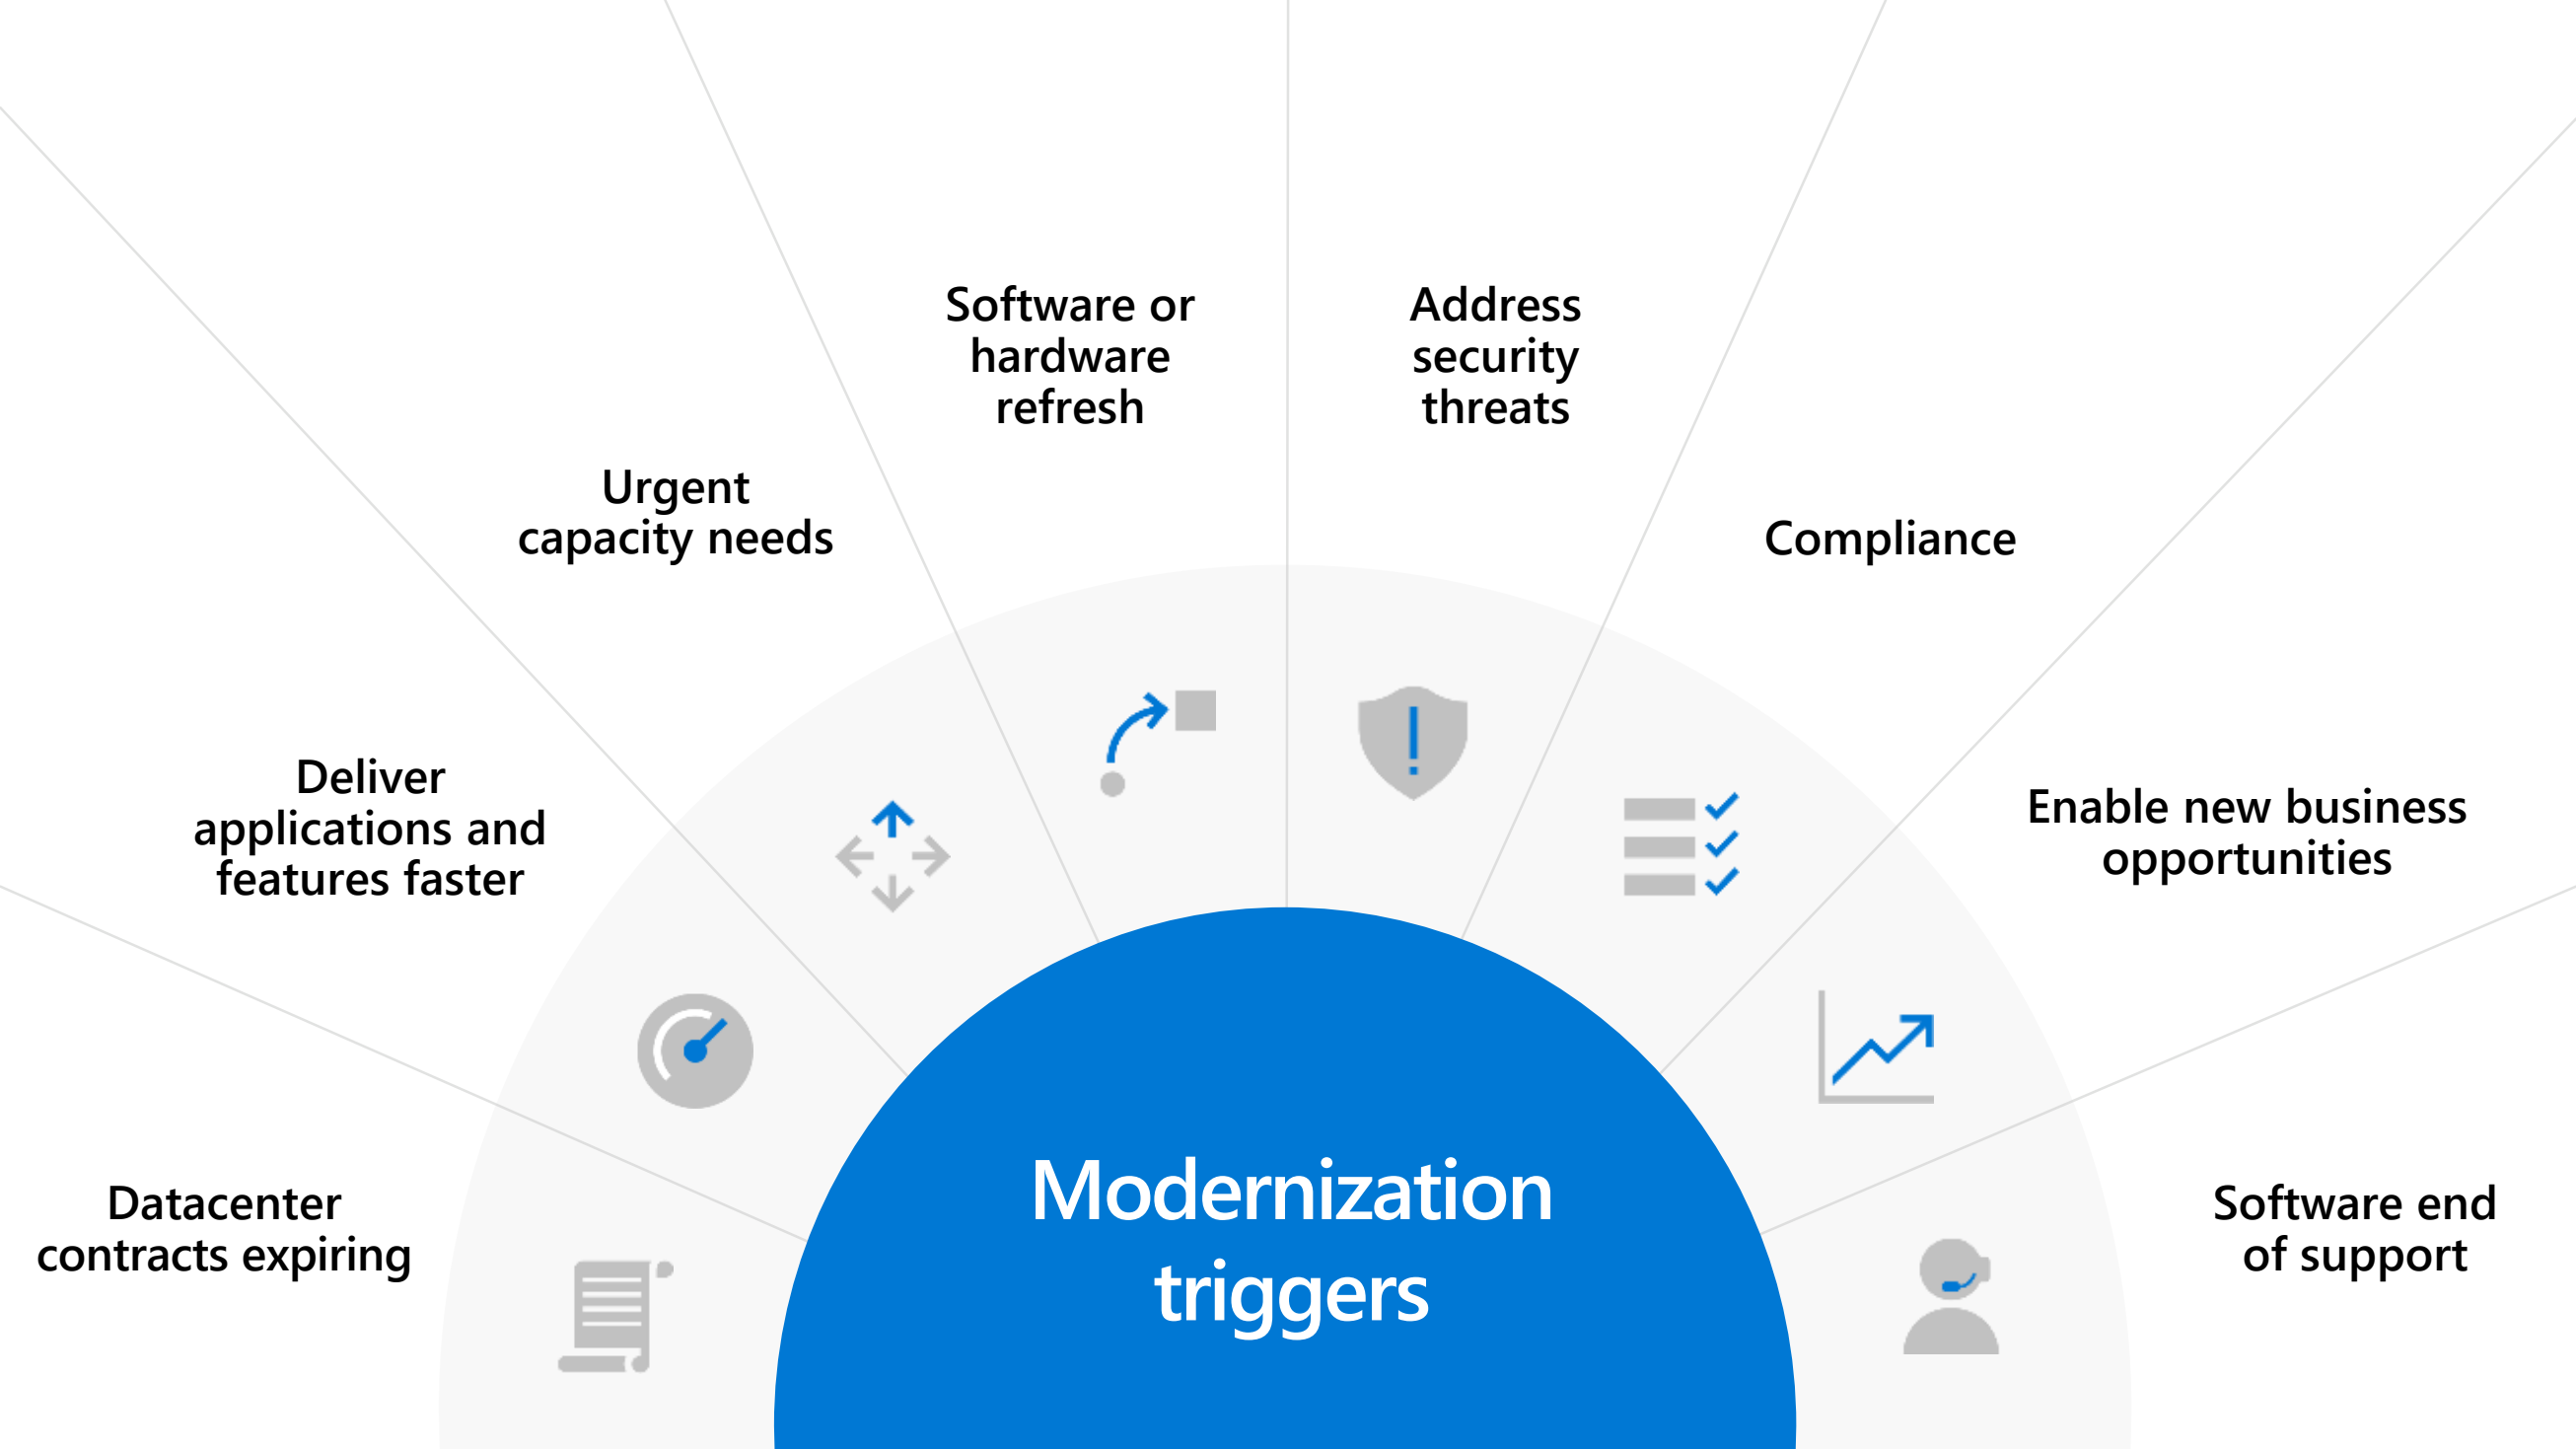 Software or
hardware
refresh
Address
security
threats
Urgent
capacity needs
Compliance
Deliver
applications and
features faster
Enable new business
opportunities
Datacenter
contracts expiring
Modernization
triggers
Software end
of support